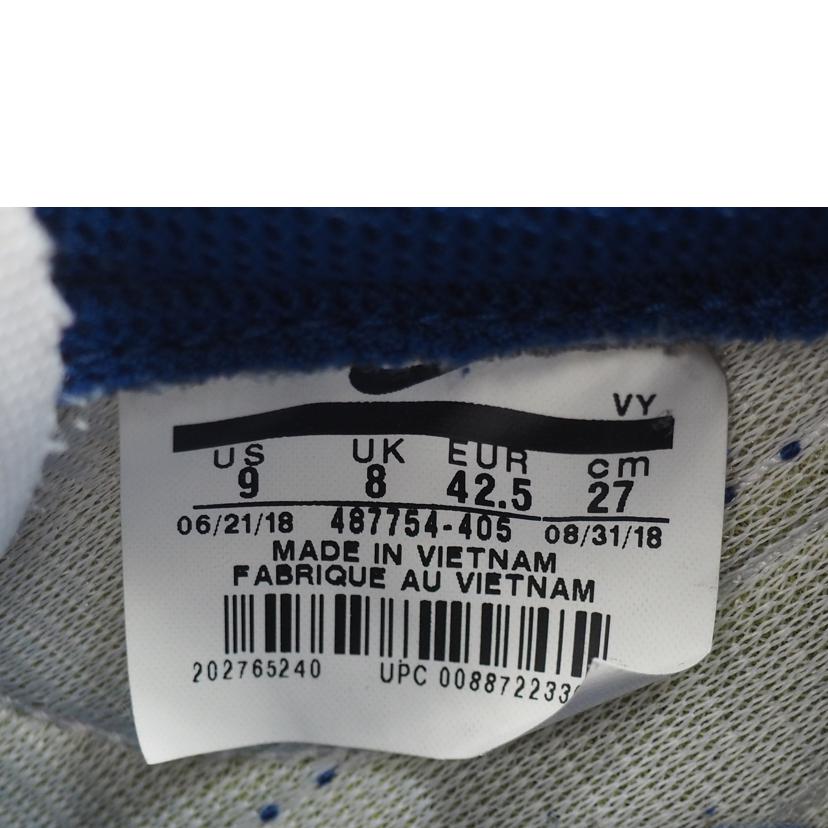 VY
US UK EUR cm
9 8 42.5 27
06/21/18 487754-405 08/31/18
MADE IN VIETNAM
FABRIQUE AU VIETNAM
202765240 UPC 008872233